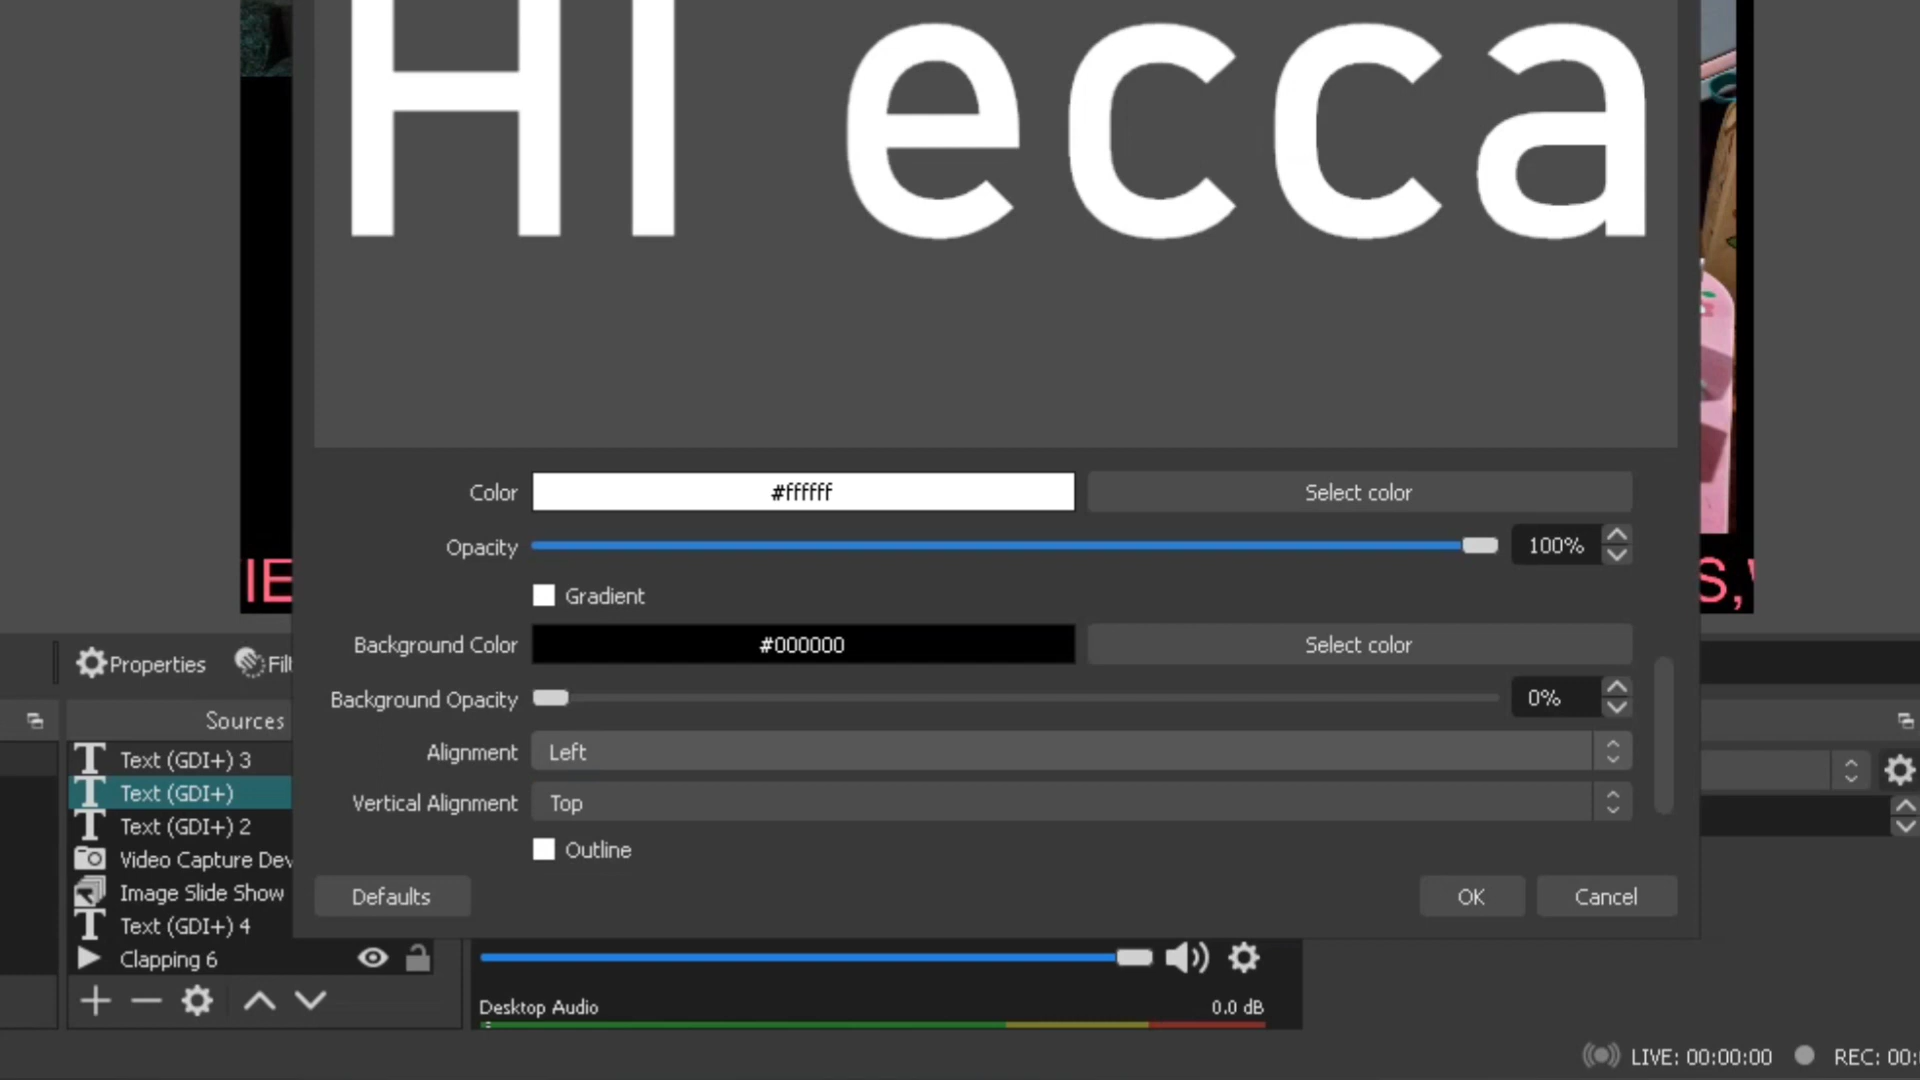 HI ecca
Color
#ffffff
Select color
Opacity
100%
Gradient
Background Color
#000000
Select color
Background Opacity
0%
Alignment
Left
Vertical Alignment
Top
Outline
Defaults
OK
Cancel
IE
S,
Properties
Filt
Sources
Text (GDI+) 3
Text (GDI+)
Text (GDI+) 2
Video Capture Dev
Image Slide Show
Text (GDI+) 4
Clapping 6
Desktop Audio
0.0 dB
LIVE: 00:00:00
REC: 00: